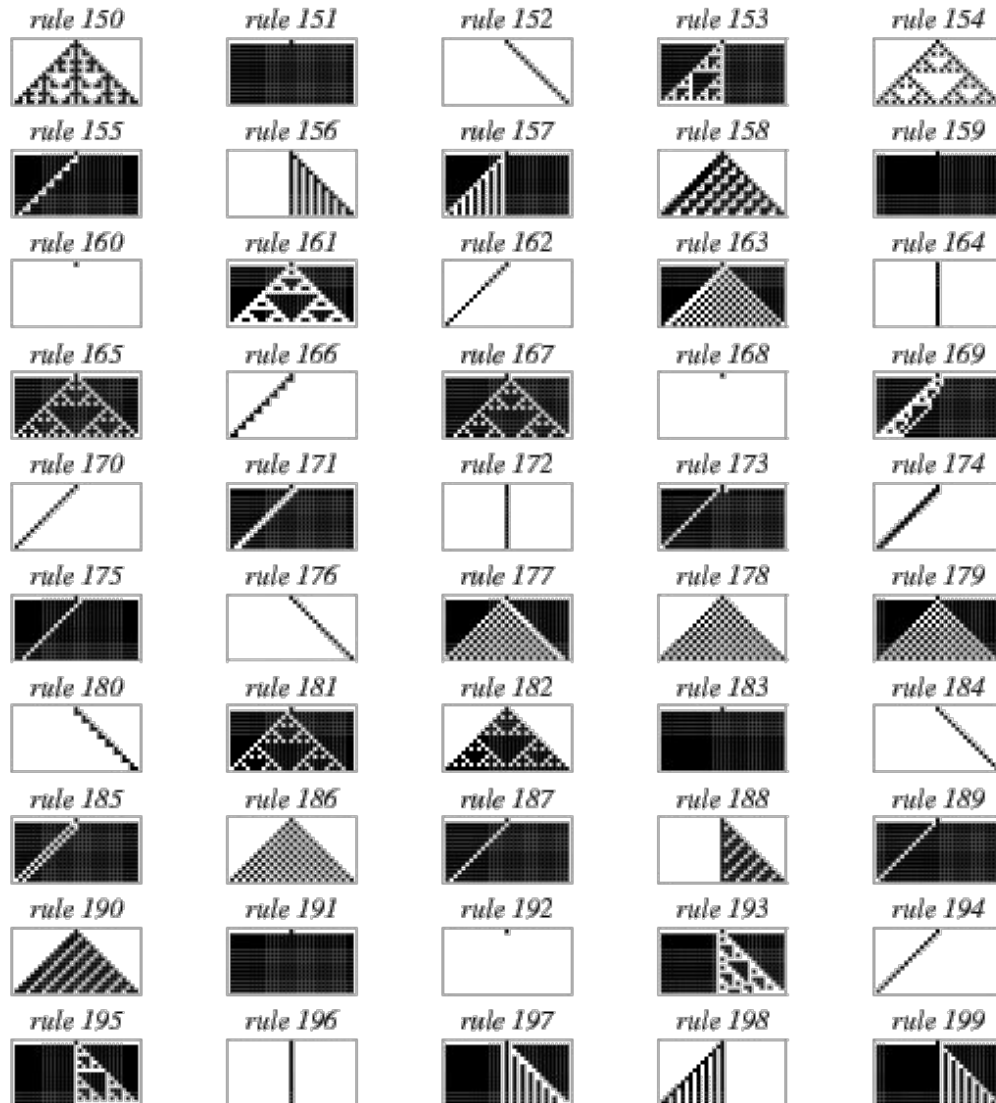 rule 150 rule 151 rule 152 rule 153 rule 154
rule 155 rule 156 rule 157 rule 158 rule 159
rule 160 rule 161 rule 162 rule 163 rule 164
rule 165 rule 166 rule 167 rule 168 rule 169
rule 170 rule 171 rule 172 rule 173 rule 174
rule 175 rule 176 rule 177 rule 178 rule 179
rule 180 rule 181 rule 182 rule 183 rule 184
rule 185 rule 186 rule 187 rule 188 rule 189
rule 190 rule 191 rule 192 rule 193 rule 194
rule 195 rule 196 rule 197 rule 198 rule 199